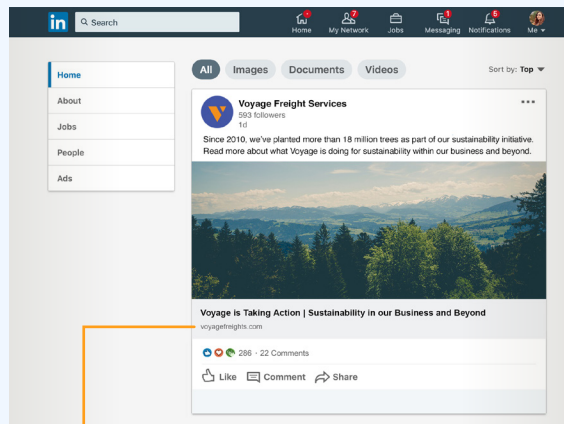 in
Search
7
1
6
Home
My Network
Jobs
Messaging
Notifications
Me
Home
About
Jobs
People
Ads
All
Images
Documents
Videos
Sort by: Top
Voyage Freight Services
593 followers
1d
Since 2010, we've planted more than 18 million trees as part of our sustainability initiative.
Read more about what Voyage is doing for sustainability within our business and beyond.
Voyage is Taking Action | Sustainability in our Business and Beyond
voyagefreights.com
286 · 22 Comments
Like
Comment
Share